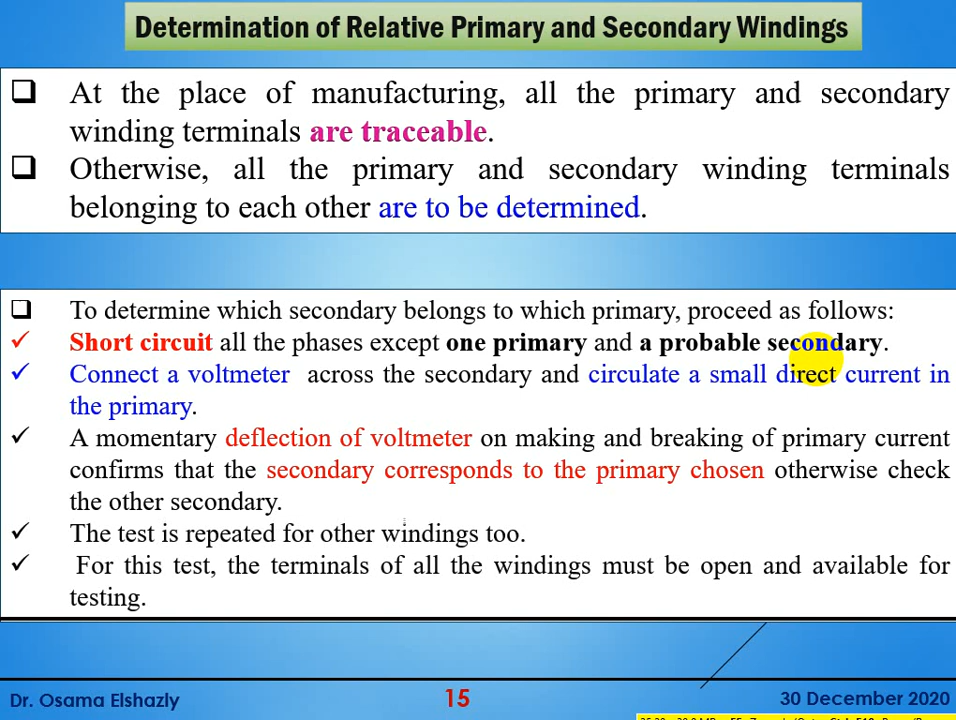 Determination of Relative Primary and Secondary Windings
❑ At the place of manufacturing, all the primary and secondary
winding terminals are traceable.
❑ Otherwise, all the primary and secondary winding terminals
belonging to each other are to be determined.
❑ To determine which secondary belongs to which primary, proceed as follows:
✓ Short circuit all the phases except one primary and a probable secondary.
✓ Connect a voltmeter across the secondary and circulate a small direct current in
the primary.
✓ A momentary deflection of voltmeter on making and breaking of primary current
confirms that the secondary corresponds to the primary chosen otherwise check
the other secondary.
✓ The test is repeated for other windings too.
✓ For this test, the terminals of all the windings must be open and available for
testing.
Dr. Osama Elshazly
15
30 December 2020